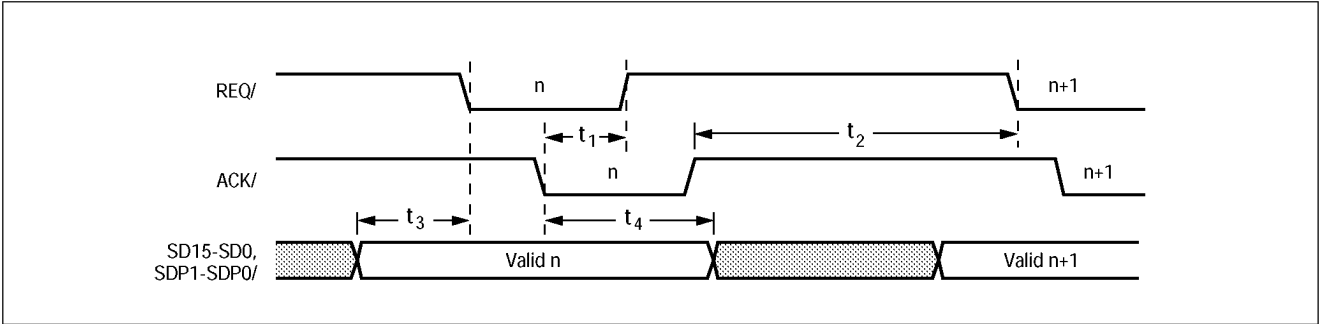 REQ/
n
n+1
t1
t2
ACK/
n
n+1
t3
t4
SD15-SD0,
SDP1-SDP0/
Valid n
Valid n+1